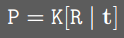 P = K[R | t]